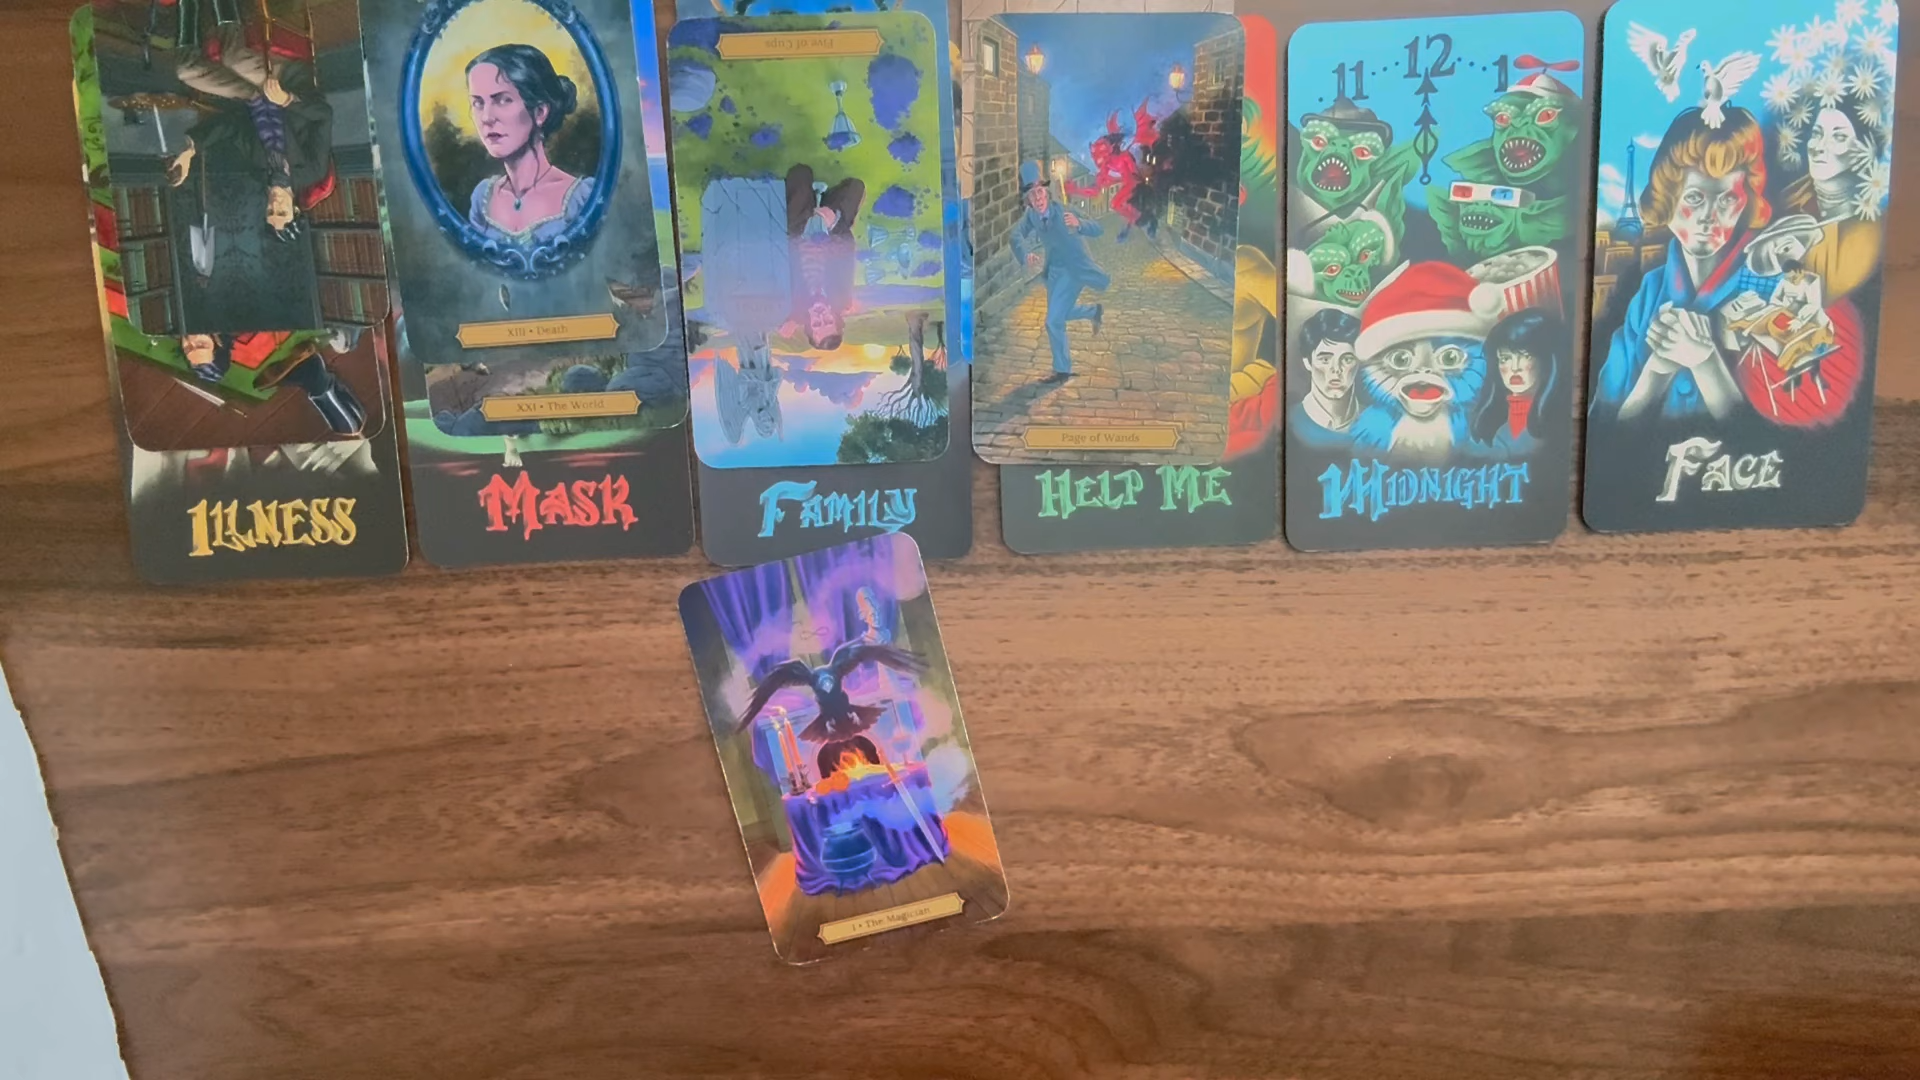 Five of Cups
11 12 1
XIII • Death
XXI • The World
Page of Wands
ILLNESS
MASK
FAMILY
HELP ME
MIDNIGHT
FACE
I • The Magician